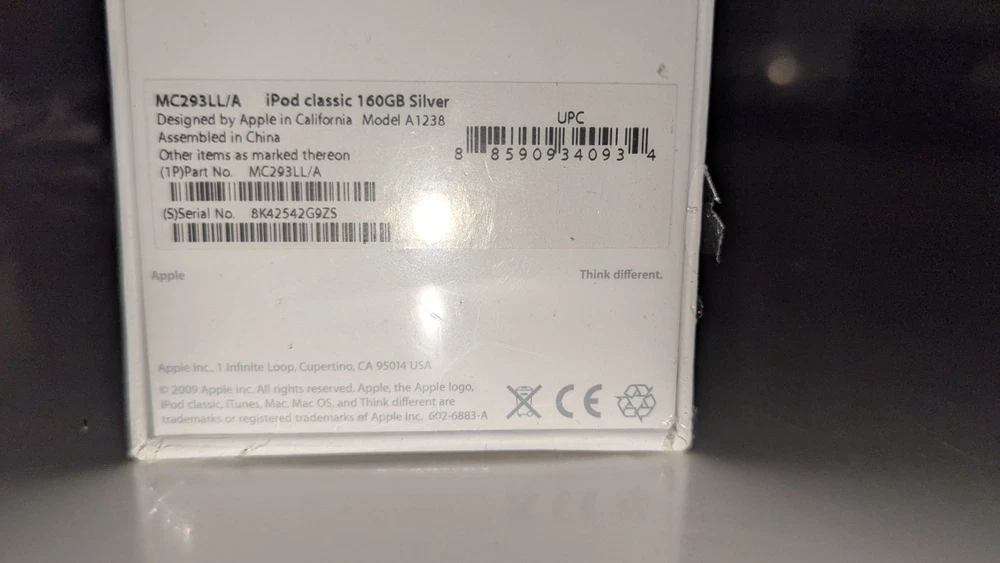 MC293LL/A iPod classic 160GB Silver
Designed by Apple in California Model A1238
Assembled in China
Other items as marked thereon
(1P)Part No. MC293LL/A
(S)Serial No. 8K42542G9ZS
UPC
8 85909 34093 4
Apple
Think different.
Apple Inc., 1 Infinite Loop, Cupertino, CA 95014 USA
© 2009 Apple Inc. All rights reserved. Apple, the Apple logo,
iPod classic, iTunes, Mac, Mac OS, and Think different are
trademarks or registered trademarks of Apple Inc. 602-6883-A
CE